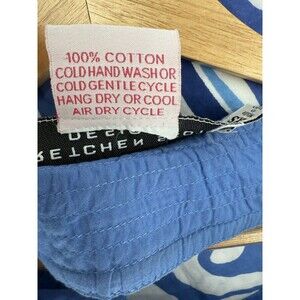 100% COTTON
COLD HAND WASH OR
COLD GENTLE CYCLE
HANG DRY OR COOL
AIR DRY CYCLE